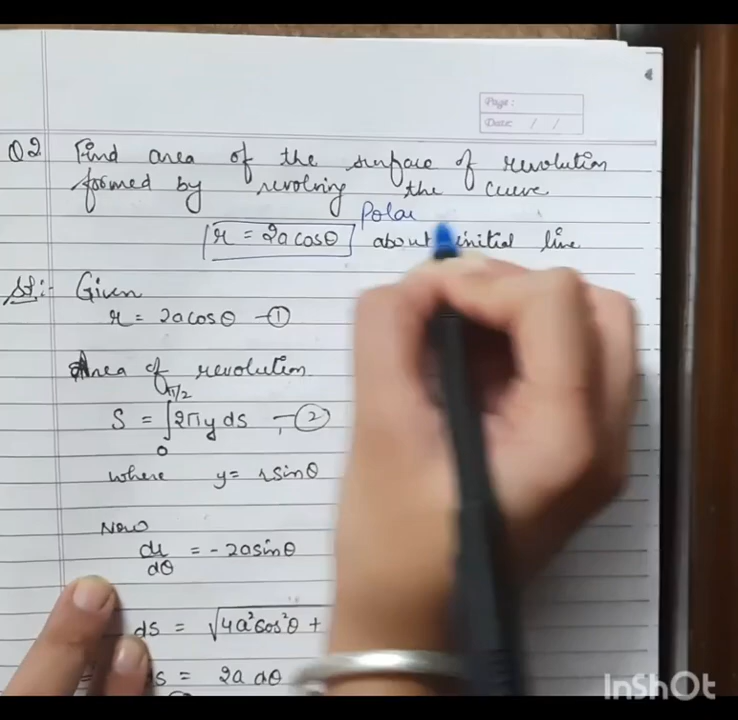 Page:
Date: / /
Q2 Find area of the surface of revolution
formed by revolving the curve
Polar
r = 2a cosθ about initial line
Sol:- Given
r = 2a cosθ -①
Area of revolution
π/2
S = ∫ 2πy ds -②
0
where y = r sinθ
Now
dr/dθ = -2a sinθ
ds = √4a²cos²θ +
2a dθ
InShOt